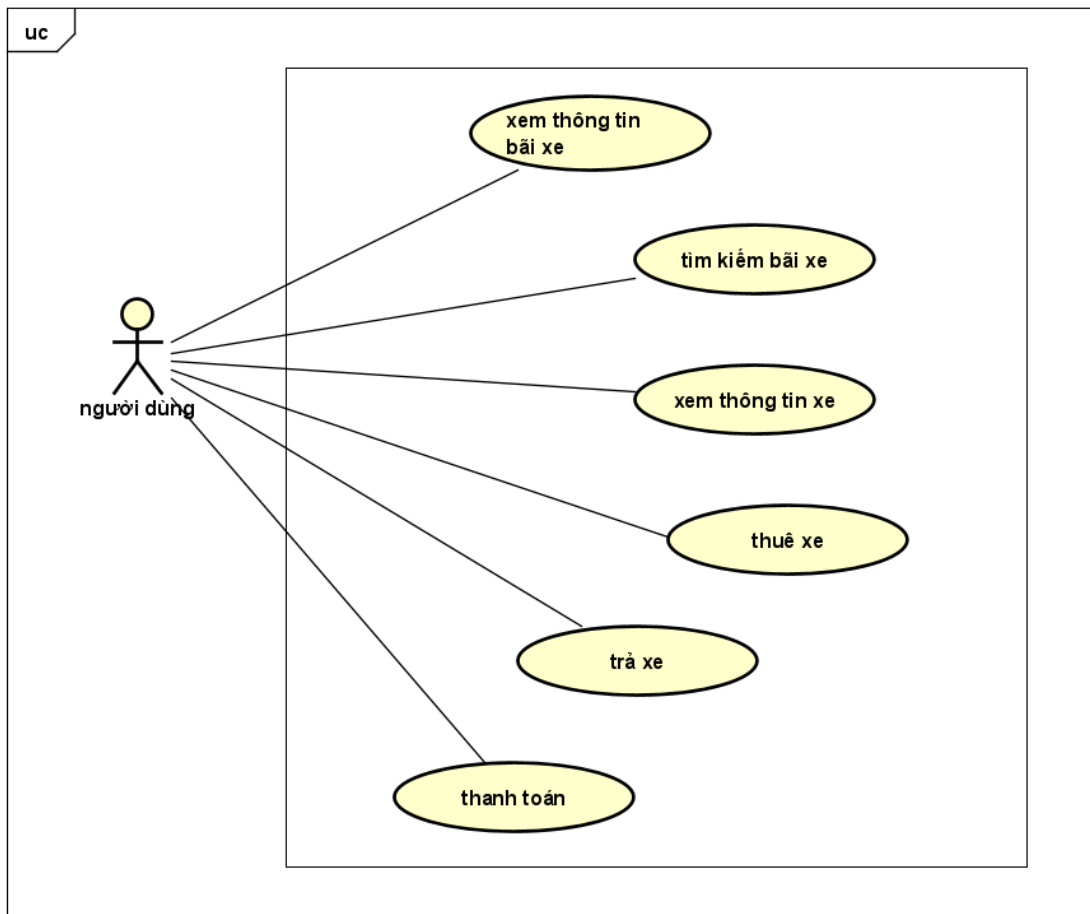 uc
xem thông tin
bãi xe
tìm kiếm bãi xe
xem thông tin xe
người dùng
thuê xe
trả xe
thanh toán